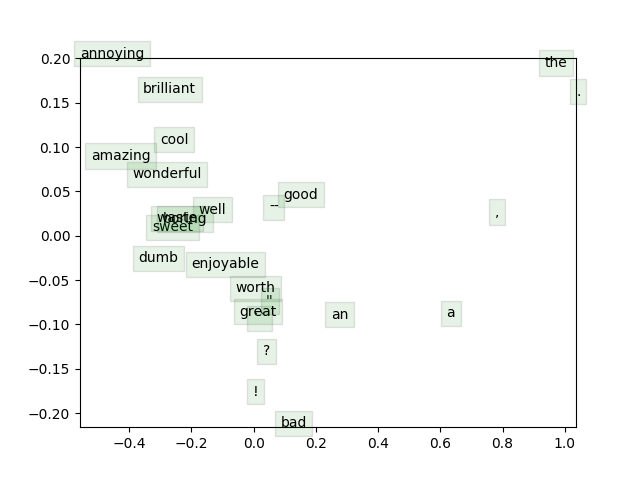 annoying
0.20
the
brilliant
.
0.15
cool
0.10
amazing
wonderful
0.05
good
--
well
,
waste
boring
sweet
0.00
dumb
enjoyable
−0.05
worth
"
great
an
a
−0.10
?
−0.15
!
bad
−0.20
−0.4 −0.2 0.0 0.2 0.4 0.6 0.8 1.0